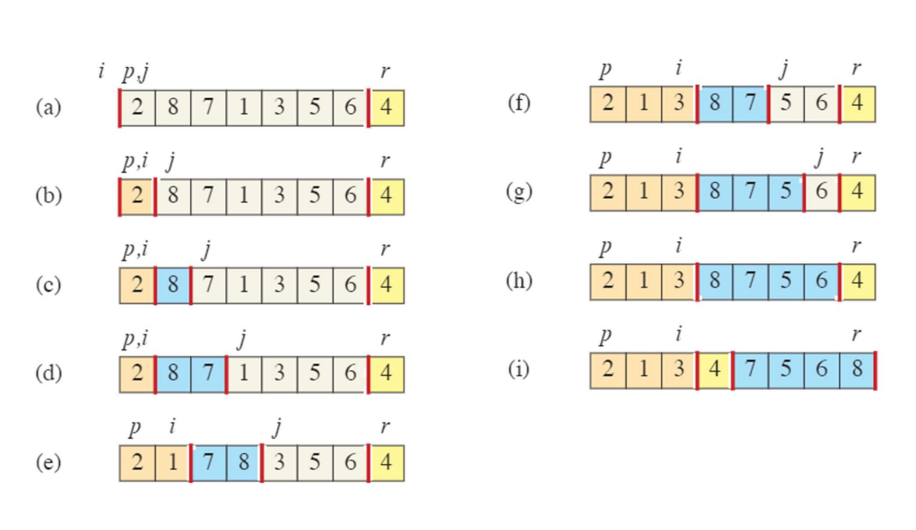 i p,j r
(a) 2 8 7 1 3 5 6 4
p,i j r
(b) 2 8 7 1 3 5 6 4
p,i j r
(c) 2 8 7 1 3 5 6 4
p,i j r
(d) 2 8 7 1 3 5 6 4
p i j r
(e) 2 1 7 8 3 5 6 4
p i j r
(f) 2 1 3 8 7 5 6 4
p i j r
(g) 2 1 3 8 7 5 6 4
p i r
(h) 2 1 3 8 7 5 6 4
p i r
(i) 2 1 3 4 7 5 6 8